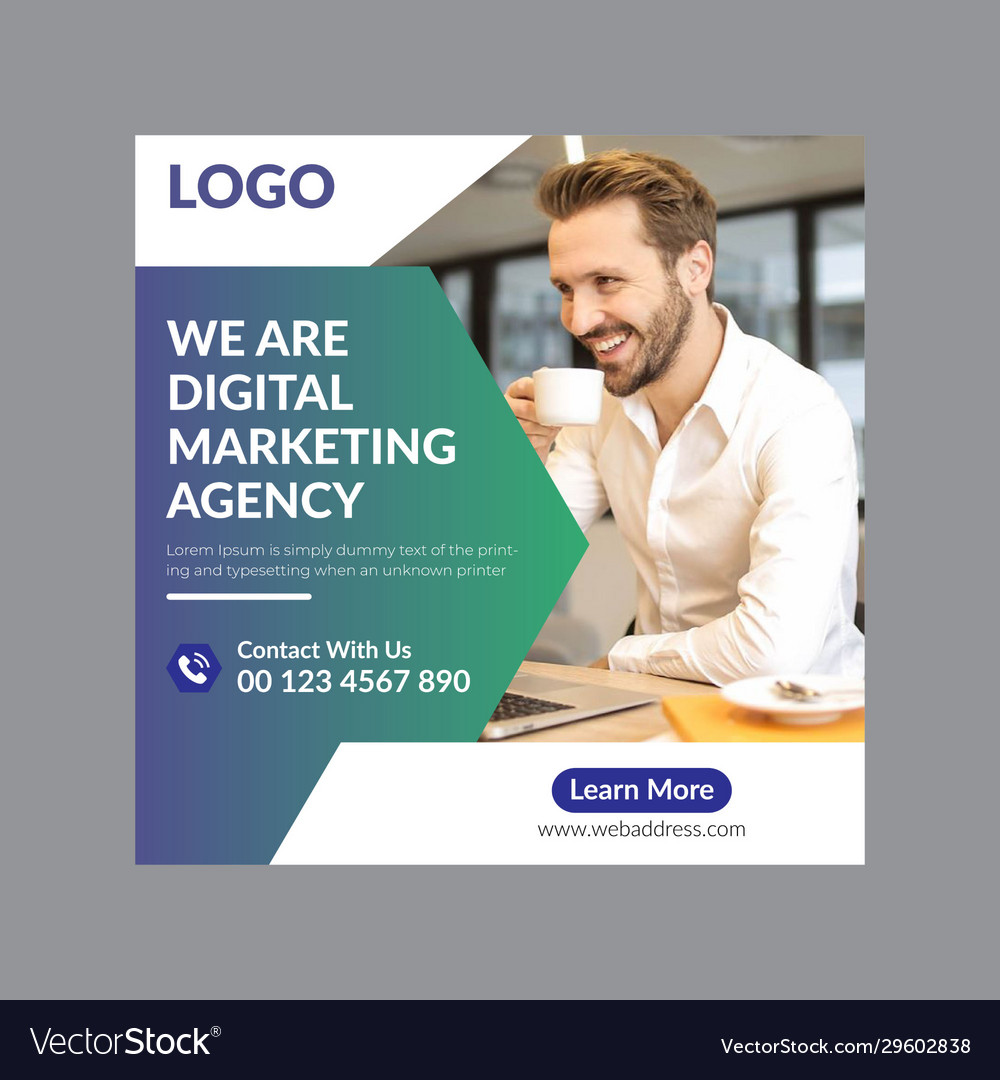 LOGO
WE ARE
DIGITAL
MARKETING
AGENCY
Lorem Ipsum is simply dummy text of the print-
ing and typesetting when an unknown printer
Contact With Us
00 123 4567 890
Learn More
www.webaddress.com
VectorStock®
VectorStock.com/29602838